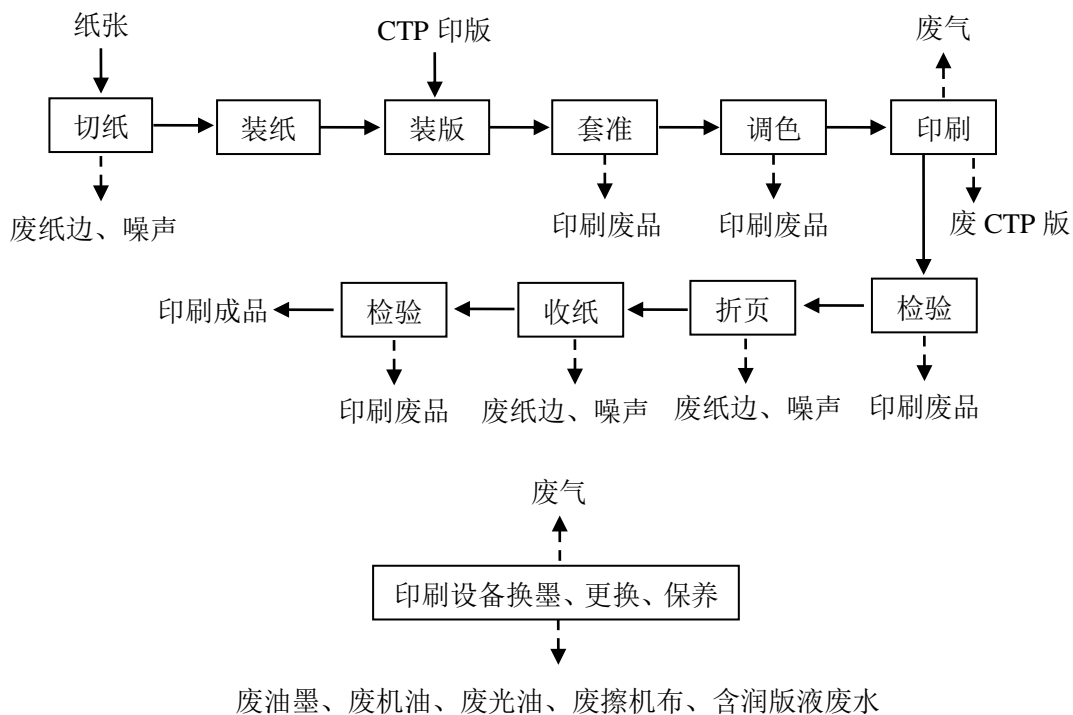 纸张
CTP 印版
废气
切纸
装纸
装版
套准
调色
印刷
废纸边、噪声
印刷废品
印刷废品
废 CTP 版
印刷成品
检验
收纸
折页
检验
印刷废品
废纸边、噪声
废纸边、噪声
印刷废品
废气
印刷设备换墨、更换、保养
废油墨、废机油、废光油、废擦机布、含润版液废水